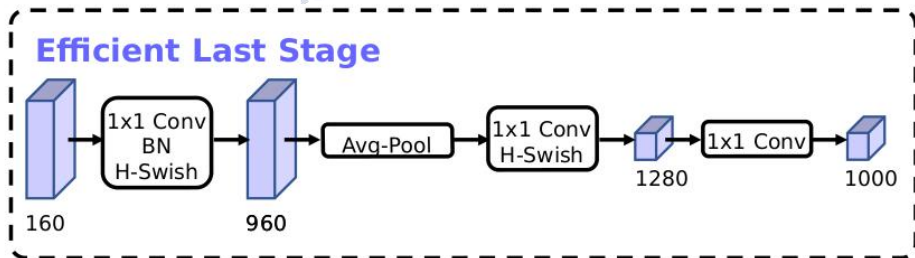 Efficient Last Stage
1x1 Conv
BN
H-Swish
Avg-Pool
1x1 Conv
H-Swish
1x1 Conv
160
960
1280
1000